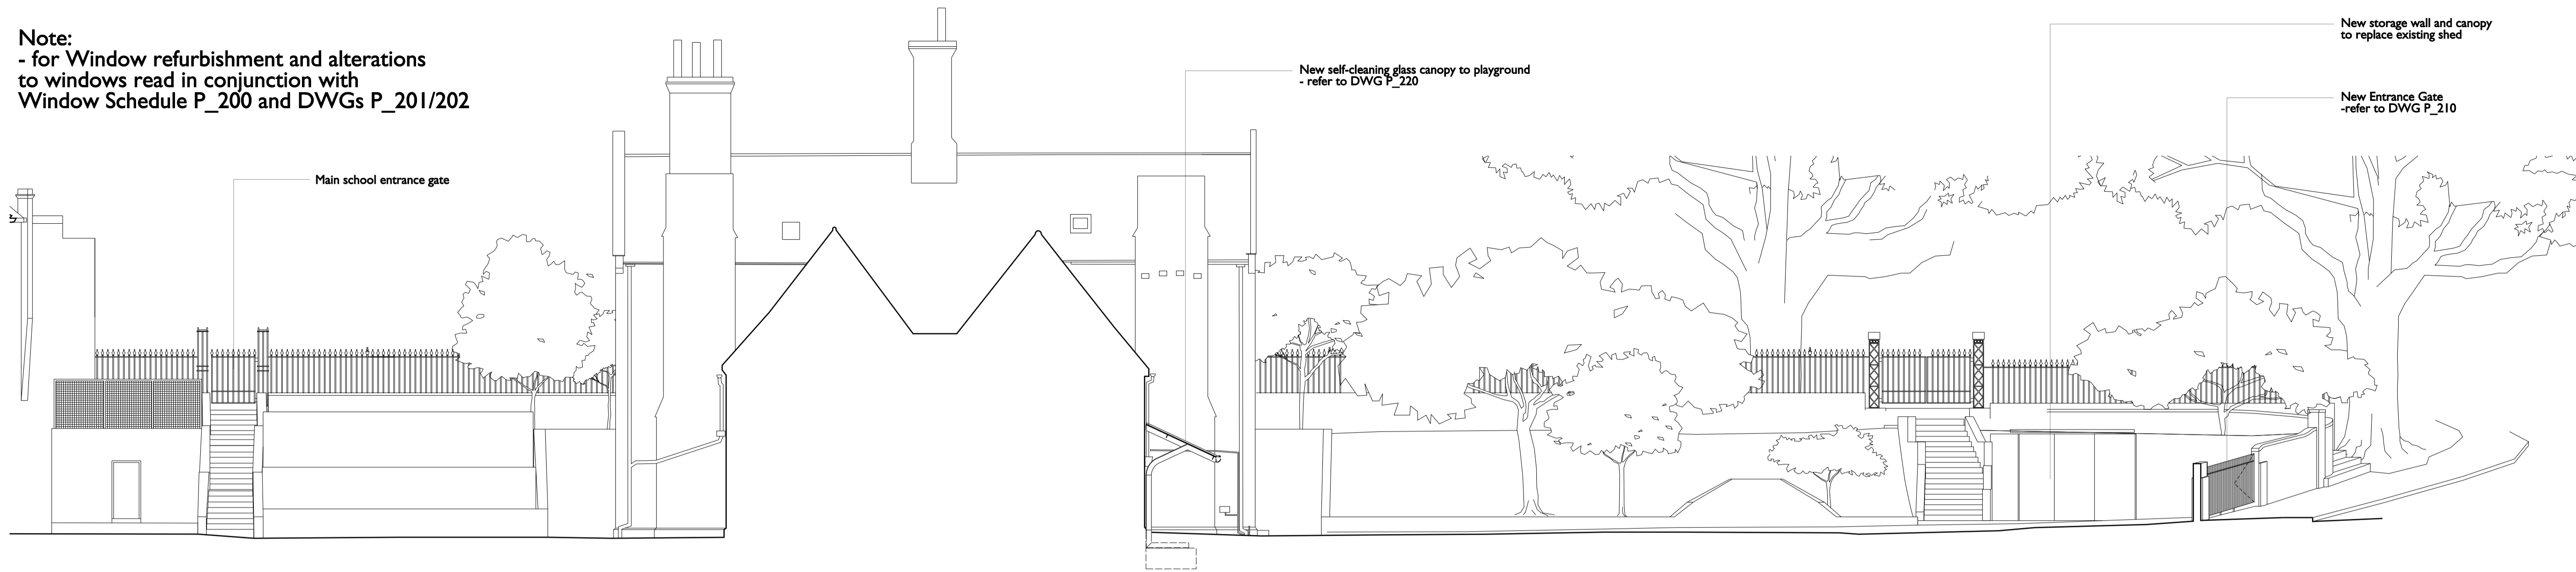 Note:
- for Window refurbishment and alterations
to windows read in conjunction with
Window Schedule P_200 and DWGs P_201/202
Main school entrance gate
New self-cleaning glass canopy to playground
- refer to DWG P_220
New storage wall and canopy
to replace existing shed
New Entrance Gate
-refer to DWG P_210